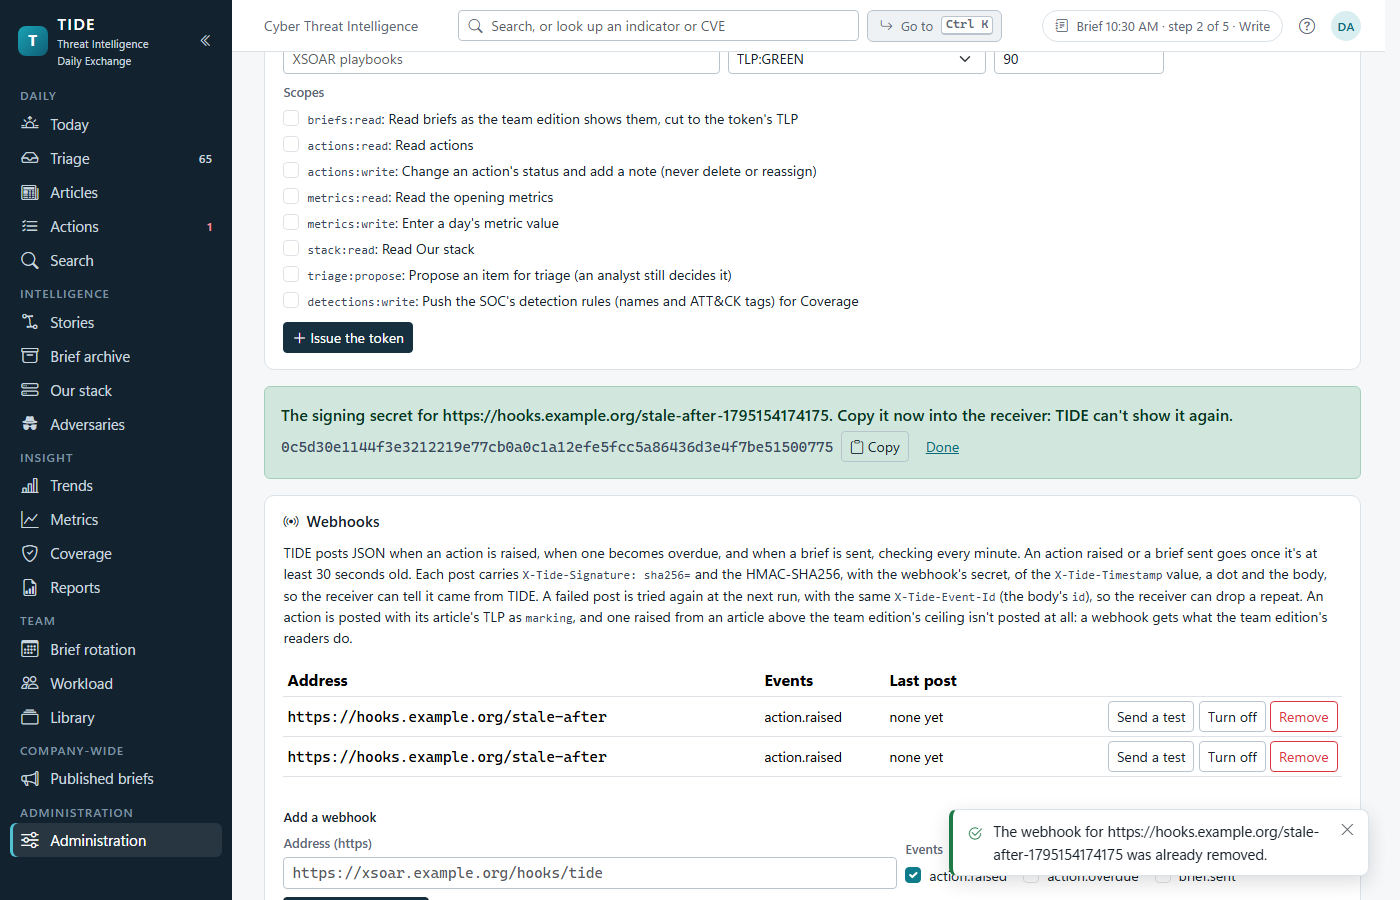 T
TIDE
Threat Intelligence
Daily Exchange
DAILY
Today
Triage 65
Articles
Actions 1
Search
INTELLIGENCE
Stories
Brief archive
Our stack
Adversaries
INSIGHT
Trends
Metrics
Coverage
Reports
TEAM
Brief rotation
Workload
Library
COMPANY-WIDE
Published briefs
ADMINISTRATION
Administration
Cyber Threat Intelligence
Search, or look up an indicator or CVE
Go to Ctrl K
Brief 10:30 AM · step 2 of 5 · Write
?
DA
XSOAR playbooks
TLP:GREEN
90
Scopes
briefs:read: Read briefs as the team edition shows them, cut to the token's TLP
actions:read: Read actions
actions:write: Change an action's status and add a note (never delete or reassign)
metrics:read: Read the opening metrics
metrics:write: Enter a day's metric value
stack:read: Read Our stack
triage:propose: Propose an item for triage (an analyst still decides it)
detections:write: Push the SOC's detection rules (names and ATT&CK tags) for Coverage
+ Issue the token
The signing secret for https://hooks.example.org/stale-after-1795154174175. Copy it now into the receiver: TIDE can't show it again.
0c5d30e1144f3e3212219e77cb0a0c1a12efe5fcc5a86436d3e4f7be51500775 Copy Done
Webhooks
TIDE posts JSON when an action is raised, when one becomes overdue, and when a brief is sent, checking every minute. An action raised or a brief sent goes once it's at
least 30 seconds old. Each post carries X-Tide-Signature: sha256= and the HMAC-SHA256, with the webhook's secret, of the X-Tide-Timestamp value, a dot and the body,
so the receiver can tell it came from TIDE. A failed post is tried again at the next run, with the same X-Tide-Event-Id (the body's id), so the receiver can drop a repeat. An
action is posted with its article's TLP as marking, and one raised from an article above the team edition's ceiling isn't posted at all: a webhook gets what the team edition's
readers do.
Address Events Last post
https://hooks.example.org/stale-after action.raised none yet Send a test Turn off Remove
https://hooks.example.org/stale-after action.raised none yet Send a test Turn off Remove
Add a webhook
Address (https)
https://xsoar.example.org/hooks/tide
Events
action.raised action.overdue brief.sent
The webhook for https://hooks.example.org/stale-
after-1795154174175 was already removed.